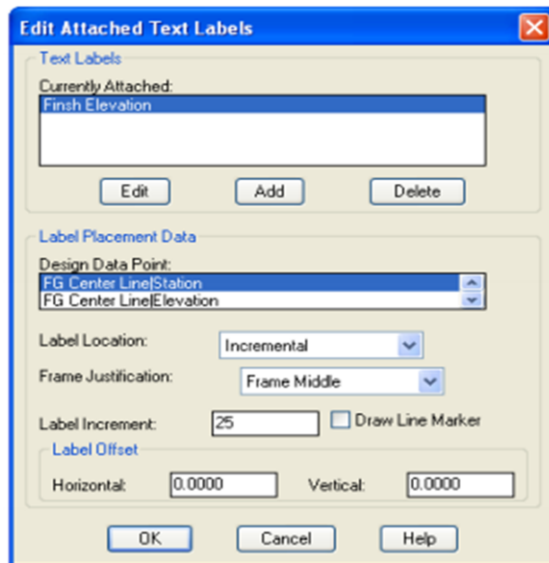 Edit Attached Text Labels
Text Labels
Currently Attached:
Finsh Elevation
Edit Add Delete
Label Placement Data
Design Data Point:
FG Center Line|Station
FG Center Line|Elevation
Label Location: Incremental
Frame Justification: Frame Middle
Label Increment: 25 Draw Line Marker
Label Offset
Horizontal: 0.0000 Vertical: 0.0000
OK Cancel Help